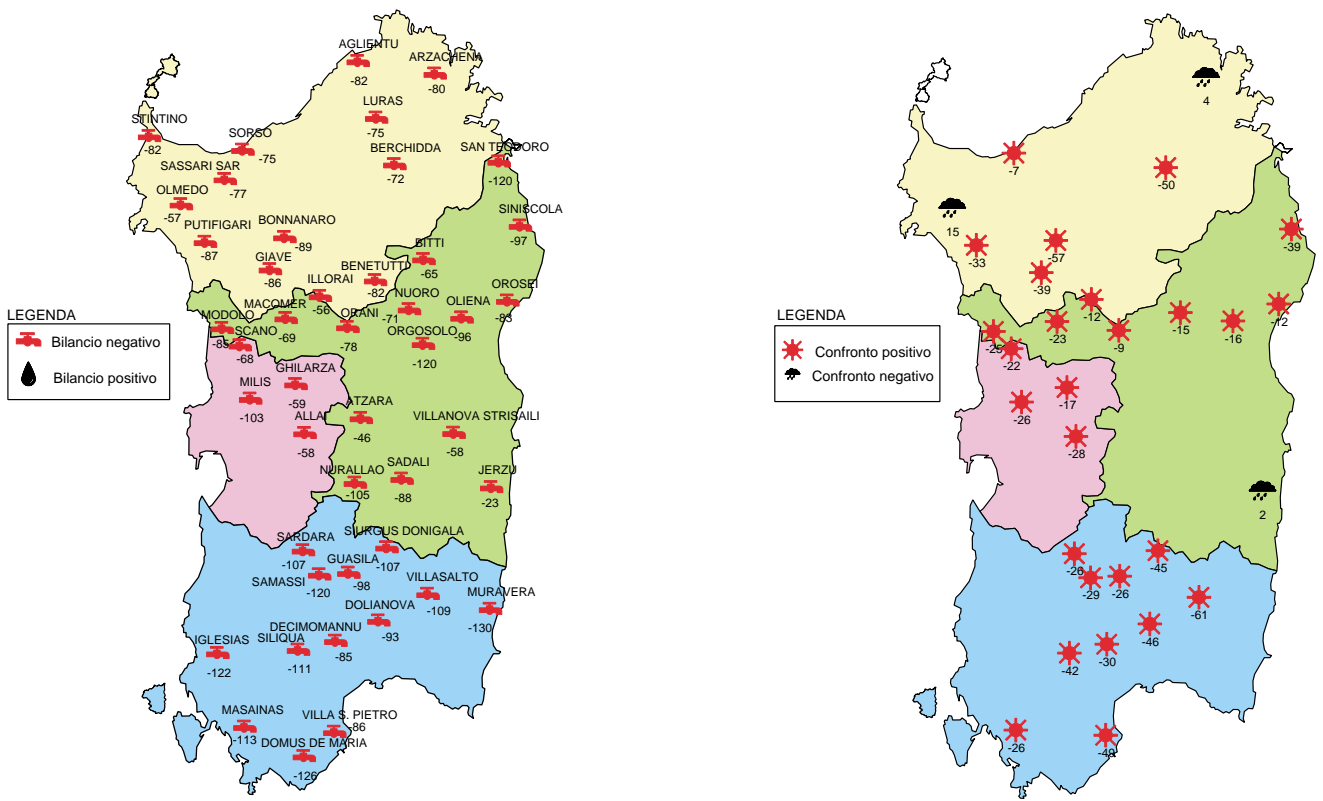 AGLIENTU
-82
ARZACHENA
-80
LURAS
-75
STINTINO
-82
SORSO
-75
BERCHIDDA
-72
SAN TEODORO
-120
SASSARI SAR
-77
OLMEDO
-57
SINISCOLA
-97
PUTIFIGARI
-87
BONNANARO
-89
BITTI
-65
GIAVE
-86
BENETUTTI
-82
ILLORAI
-56
OROSEI
-83
NUORO
-71
OLIENA
-96
MACOMER
-69
MODOLO
-85
ORANI
-78
SCANO
-68
ORGOSOLO
-120
GHILARZA
-59
MILIS
-103
ATZARA
-46
ALLAI
-58
VILLANOVA STRISAILI
-58
NURALLAO
-105
SADALI
-88
JERZU
-23
SIURGUS DONIGALA
-107
SARDARA
-107
GUASILA
-98
SAMASSI
-120
VILLASALTO
-109
MURAVERA
-130
DOLIANOVA
-93
DECIMOMANNU
-85
SILIQUA
-111
IGLESIAS
-122
MASAINAS
-113
VILLA S. PIETRO
-86
DOMUS DE MARIA
-126
LEGENDA
Bilancio negativo
Bilancio positivo
4
-7
-50
15
-39
-33
-57
-39
-12
-12
-15
-16
-23
-9
-25
-22
-17
-26
-28
2
-45
-26
-29
-26
-61
-46
-30
-42
-26
-49
LEGENDA
Confronto positivo
Confronto negativo